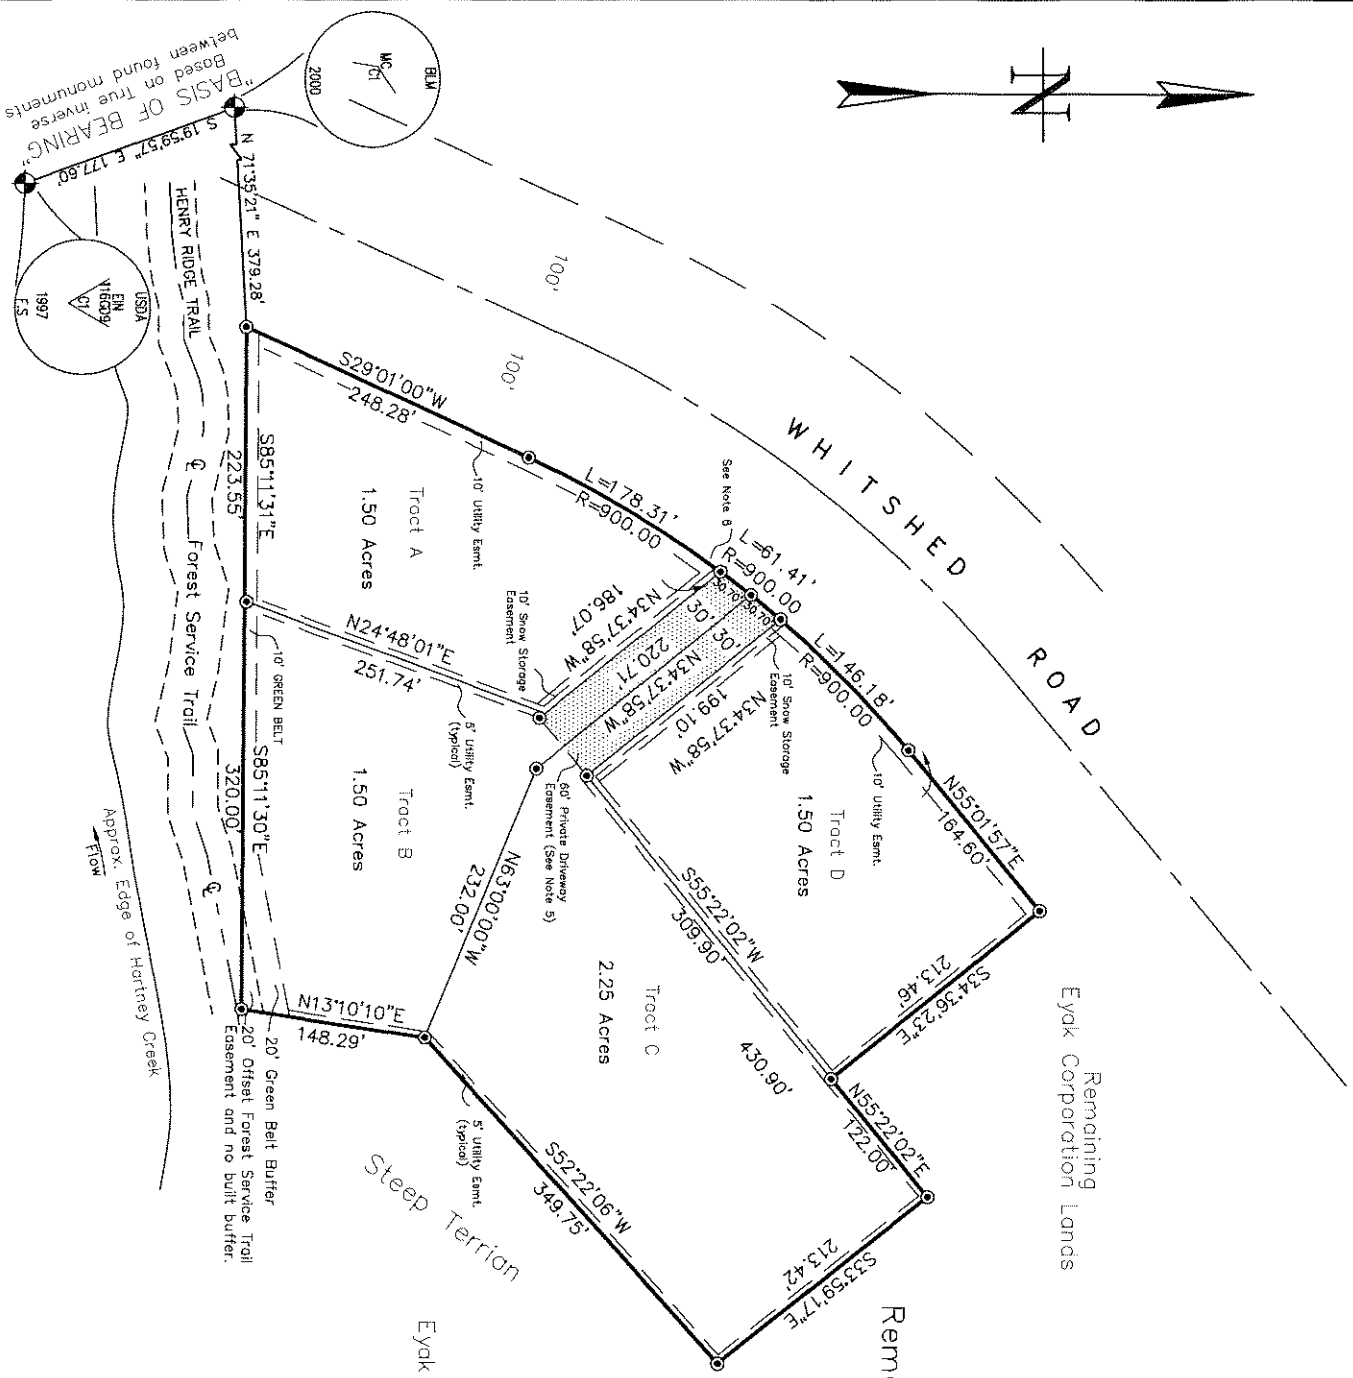 N
BLM
MC
C1
2000
"BASIS OF BEARING"
Based on True inverse
between found monuments
S 19°59'57" E 177.60'
N 71°35'21" E 379.28'
USDA
EIN
C1
1997
F.S
HENRY RIDGE TRAIL
Forest Service Trail
Approx. Edge of Hartney Creek
Flow
WHITSHED ROAD
100'
100'
S29°01'00"W
248.28'
L=178.31'
R=900.00
See Note 6
L=61.41'
R=900.00
30.70'
30.70'
L=146.18'
R=900.00
N55°01'57"E
164.60'
10' Utility Esmt.
Tract A
1.50 Acres
S85°11'31"E
223.55'
N24°48'01"E
251.74'
5' Utility Esmt.
(typical)
10' Snow Storage
Easement
N34°37'58"W
186.07'
30'
30'
220.71'
N34°37'58"W
199.10'
N34°37'58"W
10' Snow Storage
Easement
60' Private Driveway
Easement (See Note 5)
10' Utility Esmt.
Tract D
1.50 Acres
S34°36'23"E
213.46'
S55°22'02"W
309.90'
430.90'
N55°22'02"E
122.00'
S33°59'17"E
213.42'
Tract C
2.25 Acres
N63°00'00"W
232.00'
Tract B
1.50 Acres
10' GREEN BELT
S85°11'30"E
320.00'
N13°10'10"E
148.29'
20' Green Belt Buffer
20' Offset Forest Service Trail
Easement and no built buffer.
S52°22'06"W
349.75'
5' Utility Esmt.
(typical)
Steep Terrian
Remaining
Eyak Corporation Lands
Rem
Eyak